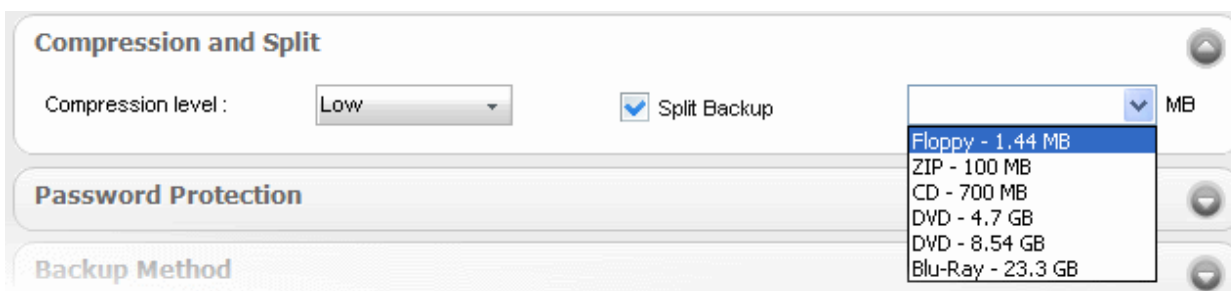 Compression and Split
Compression level : Low Split Backup MB
Floppy - 1.44 MB
ZIP - 100 MB
CD - 700 MB
DVD - 4.7 GB
DVD - 8.54 GB
Blu-Ray - 23.3 GB
Password Protection
Backup Method